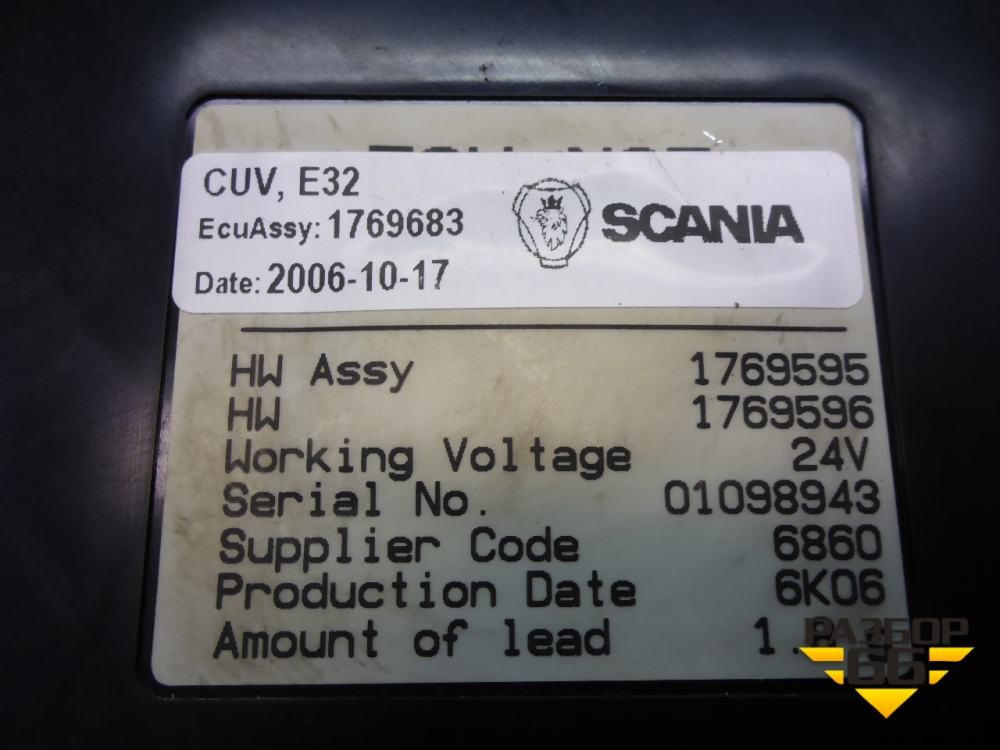 CUV, E32
EcuAssy: 1769683
Date: 2006-10-17
SCANIA
HW Assy 1769595
HW 1769596
Working Voltage 24V
Serial No. 01098943
Supplier Code 6860
Production Date 6K06
Amount of lead 1.
РАЗБОР
66